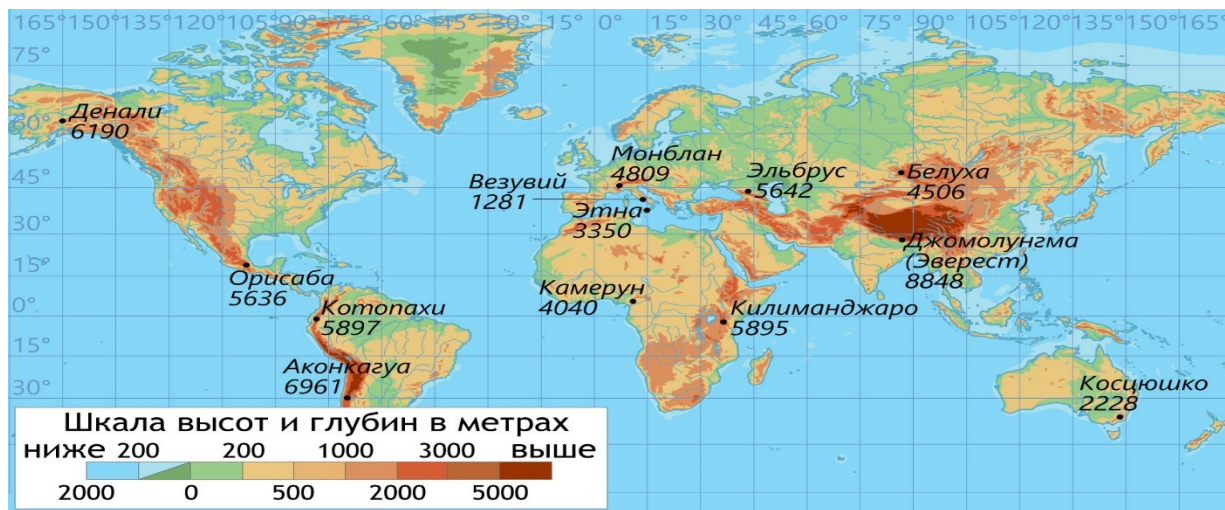 165° 150° 135° 120° 105° 90° 75° 60° 45° 30° 15° 0° 15° 30° 45° 60° 75° 90° 105° 120° 135° 150° 165°
75°
Денали
6190
60°
Монблан
4809
Эльбрус
5642
Белуха
4506
45°
Везувий
1281
Этна
3350
30°
Джомолунгма
(Эверест)
8848
15°
Орисаба
5636
Камерун
4040
Килиманджаро
5895
0°
Котопахи
5897
15°
Аконкагуа
6961
30°
Косцюшко
2228
Шкала высот и глубин в метрах
ниже 200 200 1000 3000 выше
2000 0 500 2000 5000